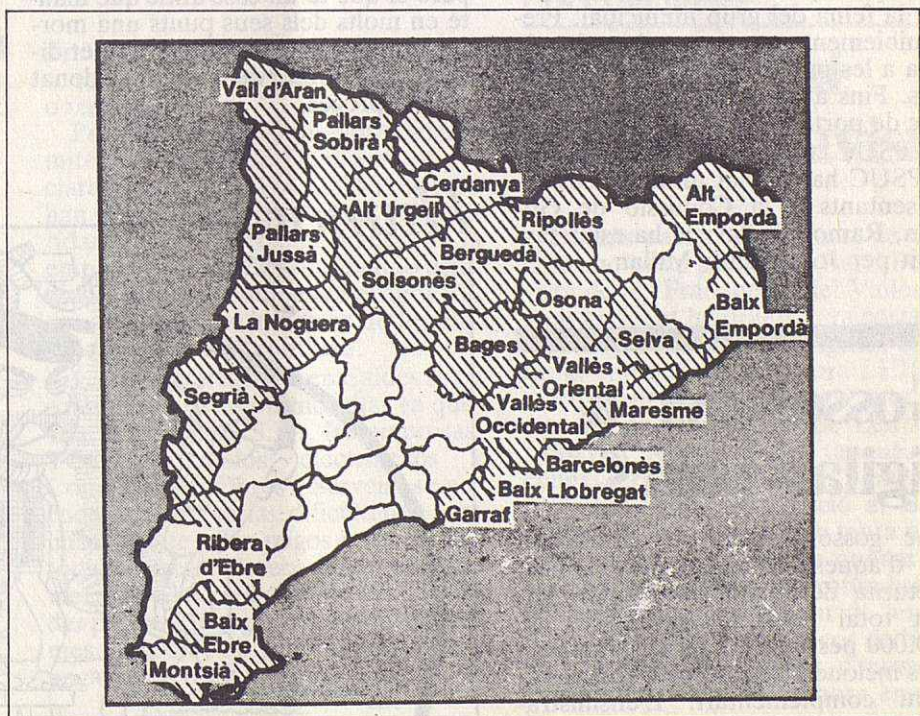 Vall d'Aran
Pallars
Sobirà
Cerdanya
Alt Urgell
Ripollès
Alt
Empordà
Pallars
Jussà
Berguedà
Solsonès
Osona
Baix
Empordà
La Noguera
Bages
Selva
Vallès
Oriental
Segrià
Vallès
Occidental
Maresme
Barcelonès
Baix Llobregat
Garraf
Ribera
d'Ebre
Baix
Ebre
Montsià